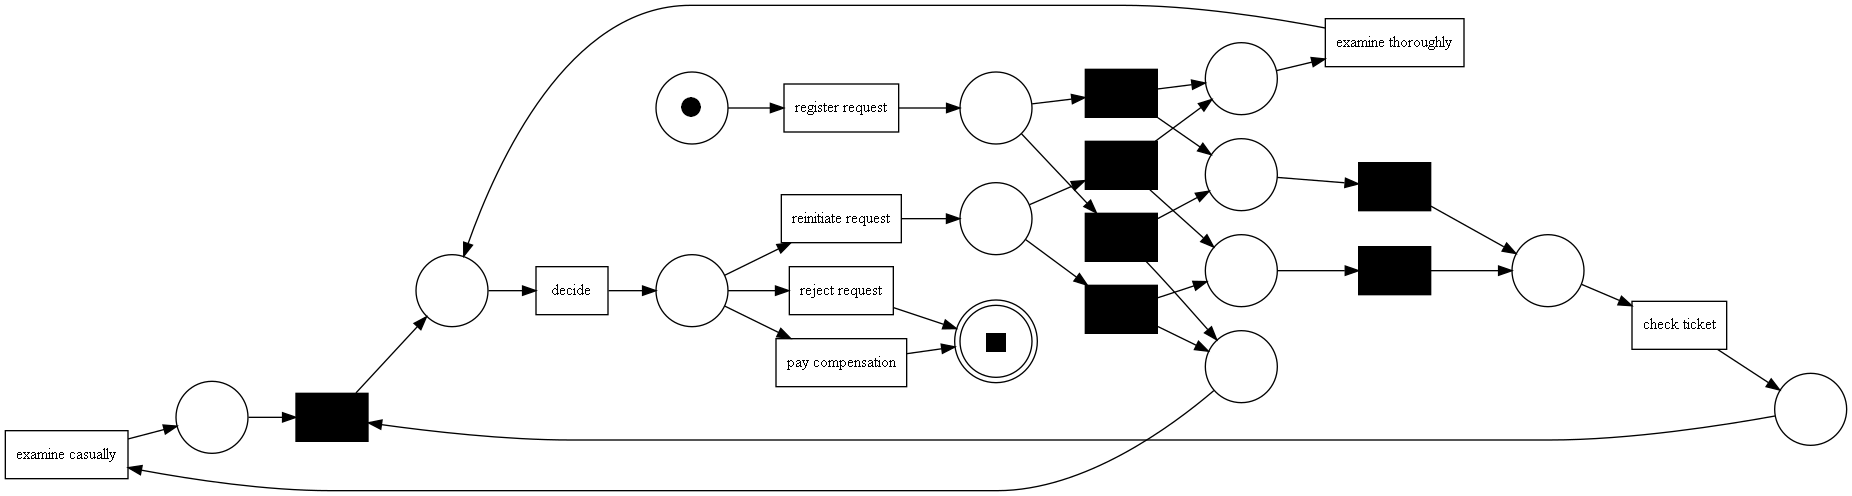 examine thoroughly
register request
reinitiate request
decide
reject request
check ticket
pay compensation
examine casually